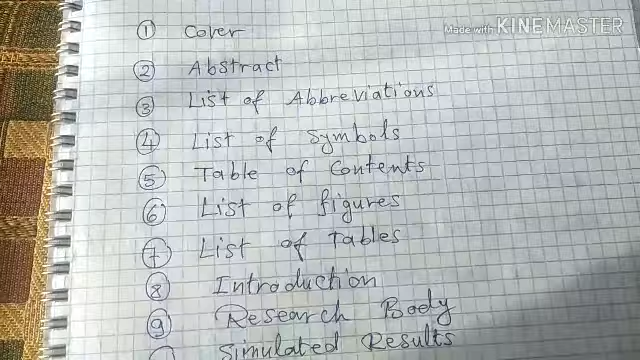 Made with KINEMASTER
① Cover
② Abstract
③ List of Abbreviations
④ List of Symbols
⑤ Table of Contents
⑥ List of figures
⑦ List of Tables
⑧ Introduction
⑨ Research Body
Simulated Results